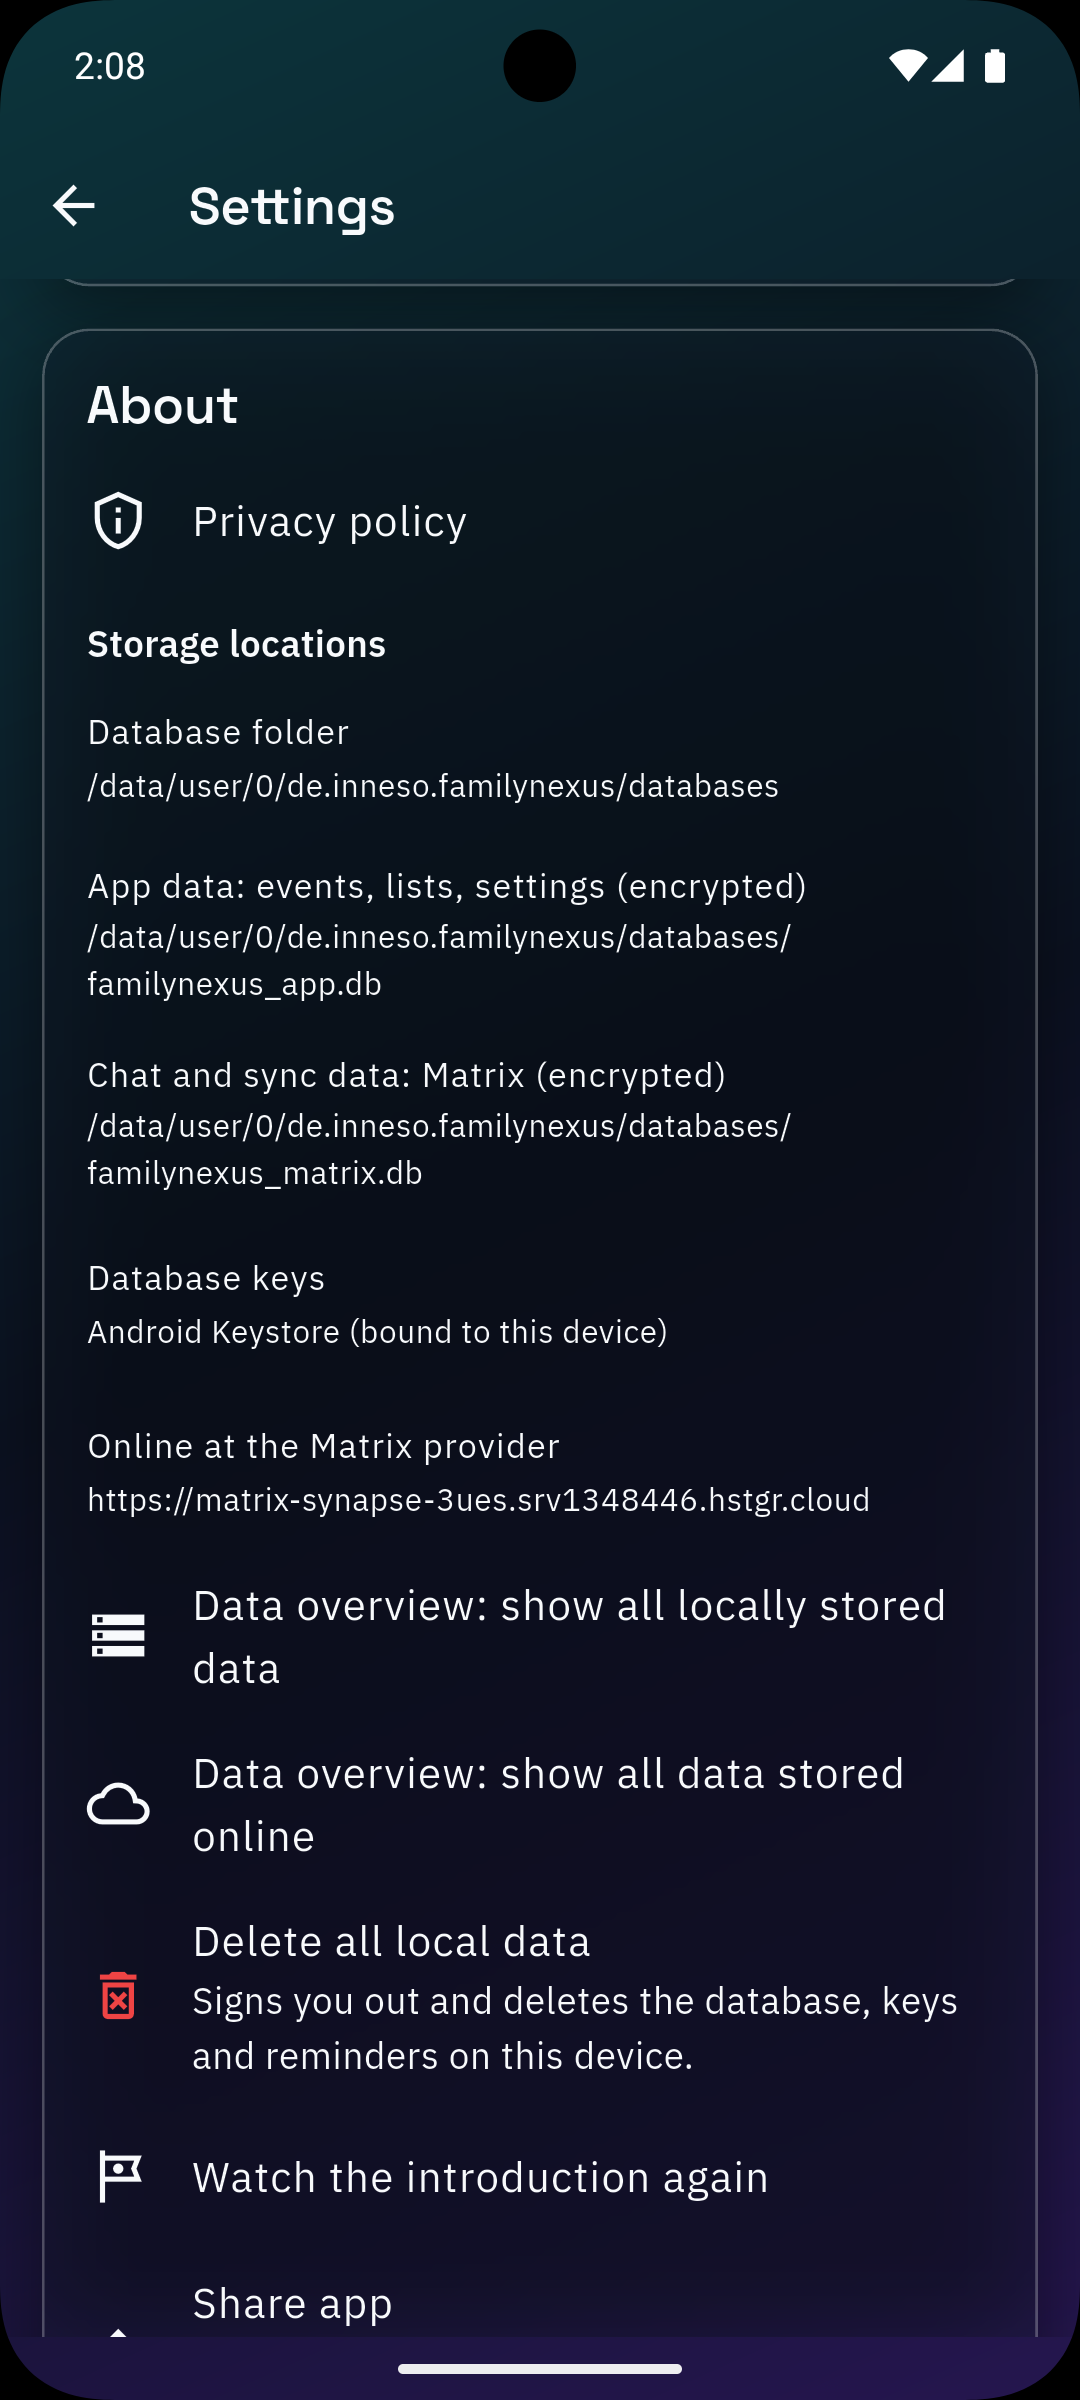 2:08
Settings
About
Privacy policy
Storage locations
Database folder
/data/user/0/de.inneso.familynexus/databases
App data: events, lists, settings (encrypted)
/data/user/0/de.inneso.familynexus/databases/
familynexus_app.db
Chat and sync data: Matrix (encrypted)
/data/user/0/de.inneso.familynexus/databases/
familynexus_matrix.db
Database keys
Android Keystore (bound to this device)
Online at the Matrix provider
https://matrix-synapse-3ues.srv1348446.hstgr.cloud
Data overview: show all locally stored
data
Data overview: show all data stored
online
Delete all local data
Signs you out and deletes the database, keys
and reminders on this device.
Watch the introduction again
Share app